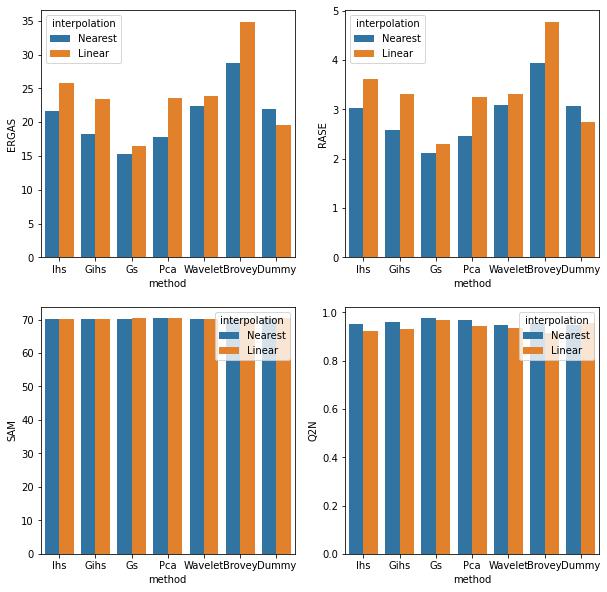 interpolation
Nearest
Linear
ERGAS
35
30
25
20
15
10
5
0
Ihs Gihs Gs Pca Wavelet Brovey Dummy
method
interpolation
Nearest
Linear
RASE
5
4
3
2
1
0
Ihs Gihs Gs Pca Wavelet Brovey Dummy
method
interpolation
Nearest
Linear
SAM
70
60
50
40
30
20
10
0
Ihs Gihs Gs Pca Wavelet Brovey Dummy
method
interpolation
Nearest
Linear
Q2N
1.0
0.8
0.6
0.4
0.2
0.0
Ihs Gihs Gs Pca Wavelet Brovey Dummy
method